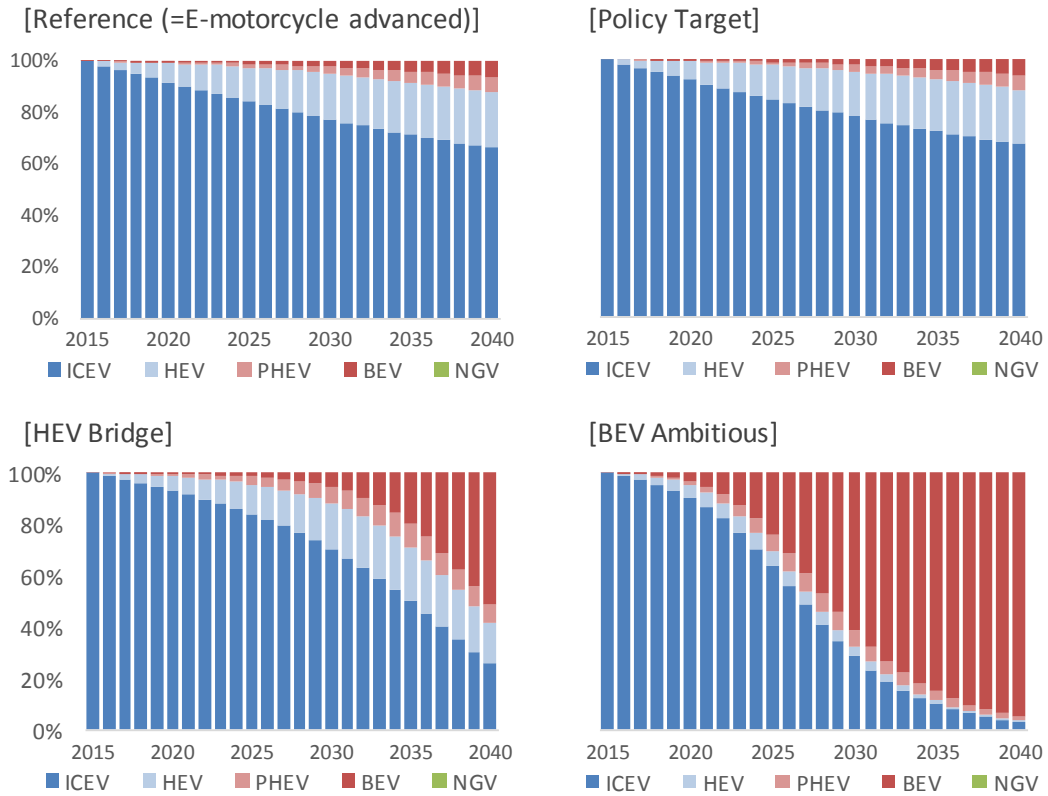 [Reference (=E-motorcycle advanced)]
100%
80%
60%
40%
20%
0%
2015 2020 2025 2030 2035 2040
ICEV HEV PHEV BEV NGV
[Policy Target]
2015 2020 2025 2030 2035 2040
ICEV HEV PHEV BEV NGV
[HEV Bridge]
100%
80%
60%
40%
20%
0%
2015 2020 2025 2030 2035 2040
ICEV HEV PHEV BEV NGV
[BEV Ambitious]
2015 2020 2025 2030 2035 2040
ICEV HEV PHEV BEV NGV